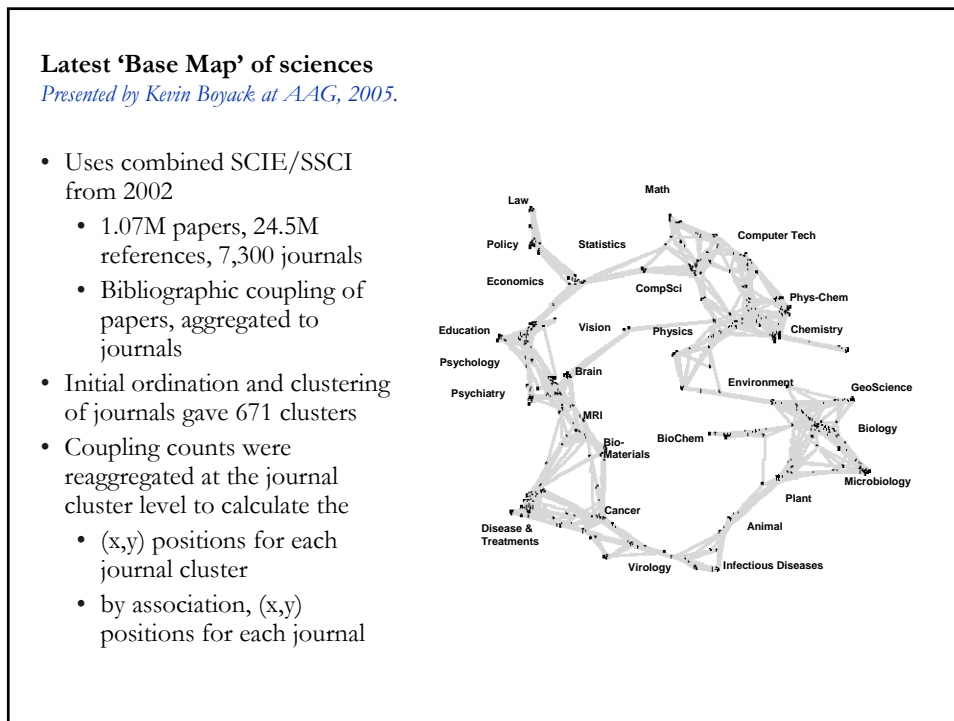 Latest ‘Base Map’ of sciences
Presented by Kevin Boyack at AAG, 2005.
• Uses combined SCIE/SSCI
from 2002
• 1.07M papers, 24.5M
references, 7,300 journals
• Bibliographic coupling of
papers, aggregated to
journals
• Initial ordination and clustering
of journals gave 671 clusters
• Coupling counts were
reaggregated at the journal
cluster level to calculate the
• (x,y) positions for each
journal cluster
• by association, (x,y)
positions for each journal
Math
Law
Computer Tech
Policy
Statistics
Economics
CompSci
Phys-Chem
Education
Vision
Physics
Chemistry
Psychology
Brain
Psychiatry
Environment
GeoScience
MRI
Biology
BioChem
Bio-
Materials
Microbiology
Plant
Cancer
Animal
Disease &
Treatments
Virology
Infectious Diseases